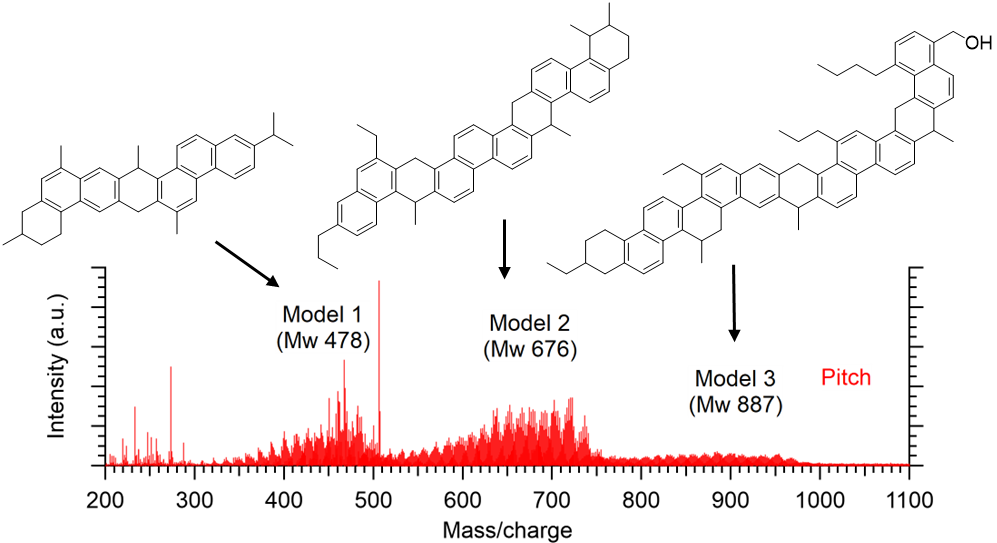 OH
Model 1
(Mw 478)
Model 2
(Mw 676)
Model 3
(Mw 887)
Pitch
Intensity (a.u.)
200 300 400 500 600 700 800 900 1000 1100
Mass/charge